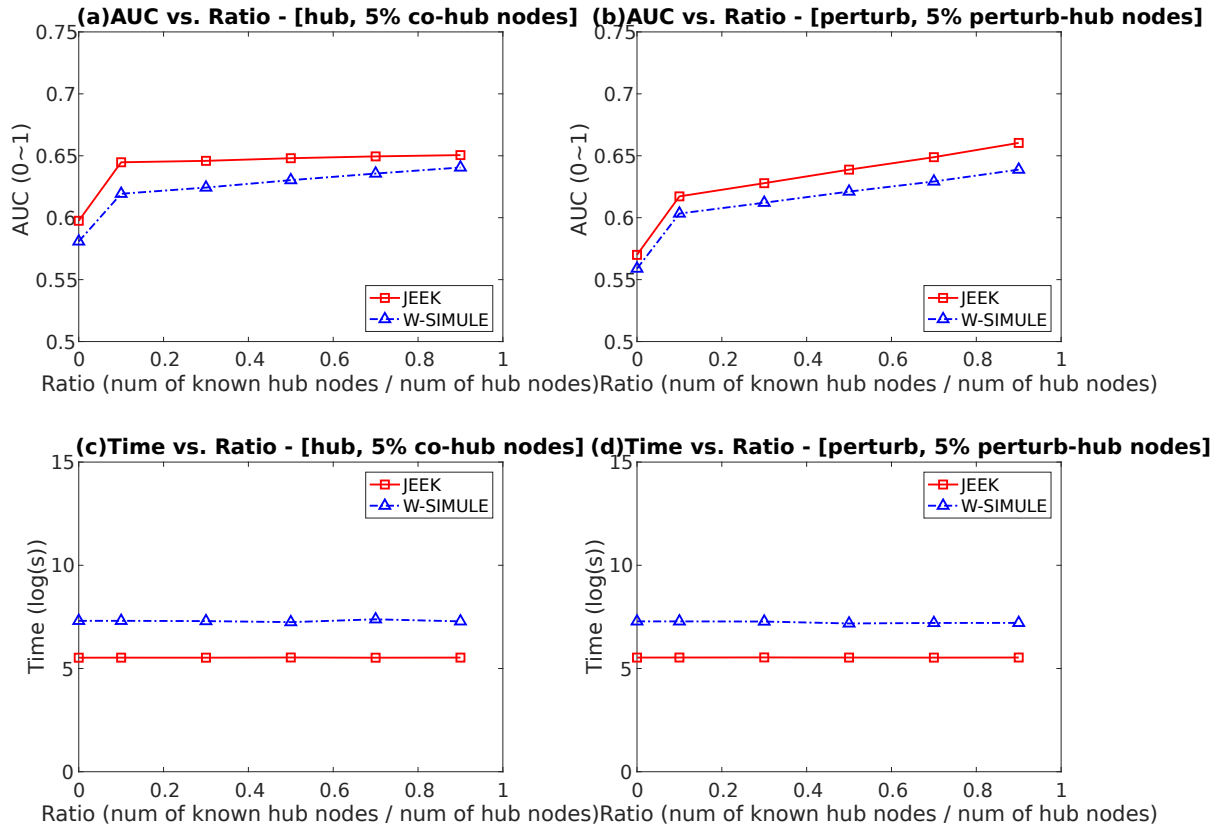 (a)AUC vs. Ratio - [hub, 5% co-hub nodes]
0.75
0.7
0.65
0.6
0.55
0.5
AUC (0~1)
JEEK
W-SIMULE
0 0.2 0.4 0.6 0.8 1
Ratio (num of known hub nodes / num of hub nodes)
(b)AUC vs. Ratio - [perturb, 5% perturb-hub nodes]
0.75
0.7
0.65
0.6
0.55
0.5
AUC (0~1)
JEEK
W-SIMULE
0 0.2 0.4 0.6 0.8 1
Ratio (num of known hub nodes / num of hub nodes)
(c)Time vs. Ratio - [hub, 5% co-hub nodes]
15
10
5
0
Time (log(s))
JEEK
W-SIMULE
0 0.2 0.4 0.6 0.8 1
Ratio (num of known hub nodes / num of hub nodes)
(d)Time vs. Ratio - [perturb, 5% perturb-hub nodes]
15
10
5
0
Time (log(s))
JEEK
W-SIMULE
0 0.2 0.4 0.6 0.8 1
Ratio (num of known hub nodes / num of hub nodes)